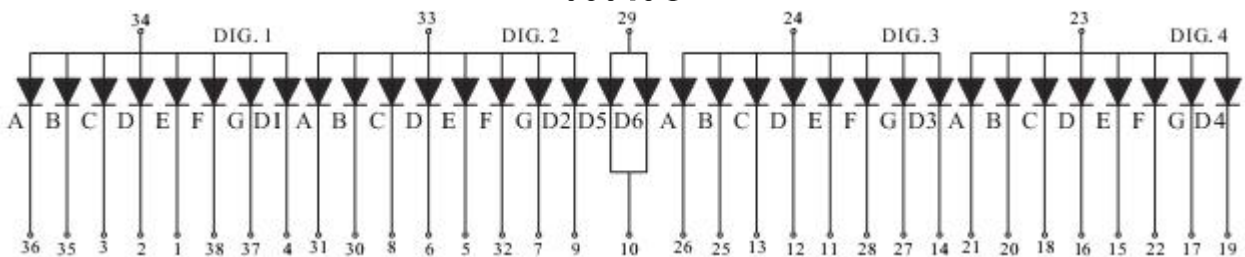 34 33 29 24 23
DIG. 1 DIG. 2 DIG. 3 DIG. 4
A B C D E F G D1 A B C D E F G D2 D5 D6 A B C D E F G D3 A B C D E F G D4
36 35 3 2 1 38 37 4 31 30 8 6 5 32 7 9 10 26 25 13 12 11 28 27 14 21 20 18 16 15 22 17 19